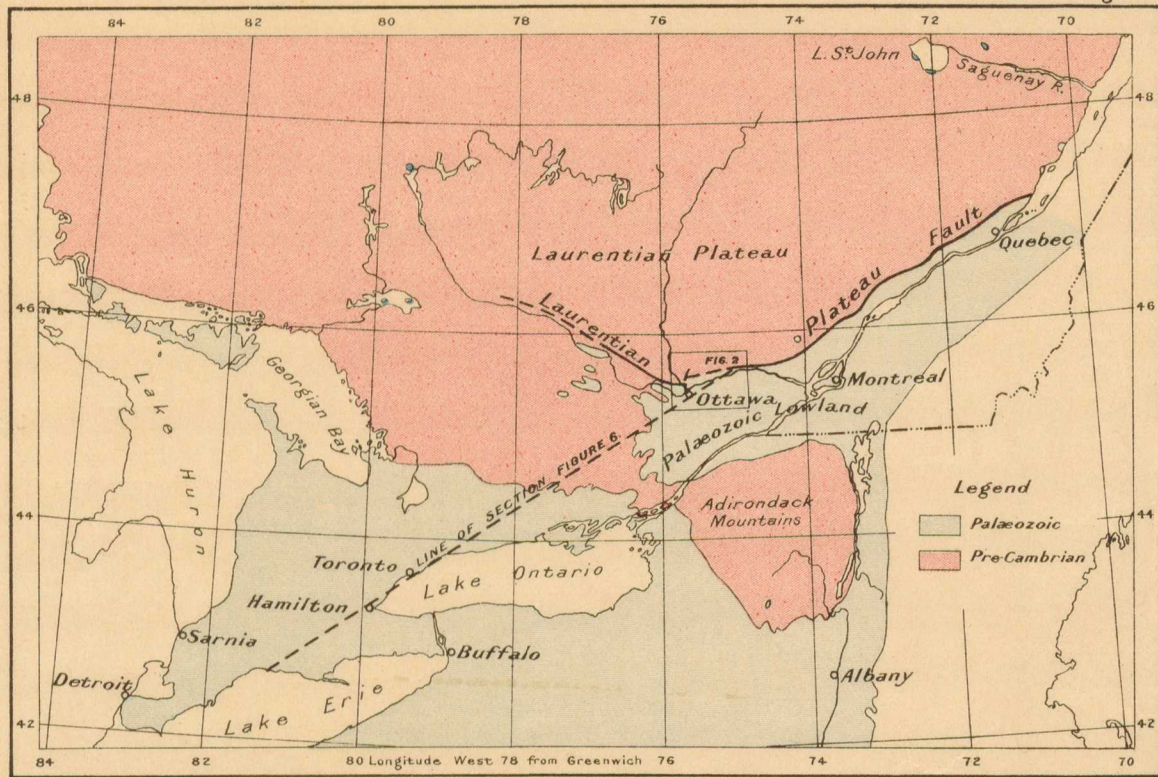 84
82
80
78
76
74
72
70
L. St. John
Saguenay R.
48
48
Laurentian Plateau
Fault
Quebec
Plateau
Laurentian
46
46
FIG. 2
Georgian Bay
Lake Huron
Montreal
Ottawa
Palæozoic Lowland
LINE OF SECTION FIGURE 6
Legend
Adirondack
Mountains
Palæozoic
Pre-Cambrian
44
44
Toronto
Lake Ontario
Hamilton
Sarnia
Buffalo
Detroit
Albany
Lake Erie
42
42
84
82
80 Longitude West 78 from Greenwich 76
74
72
70